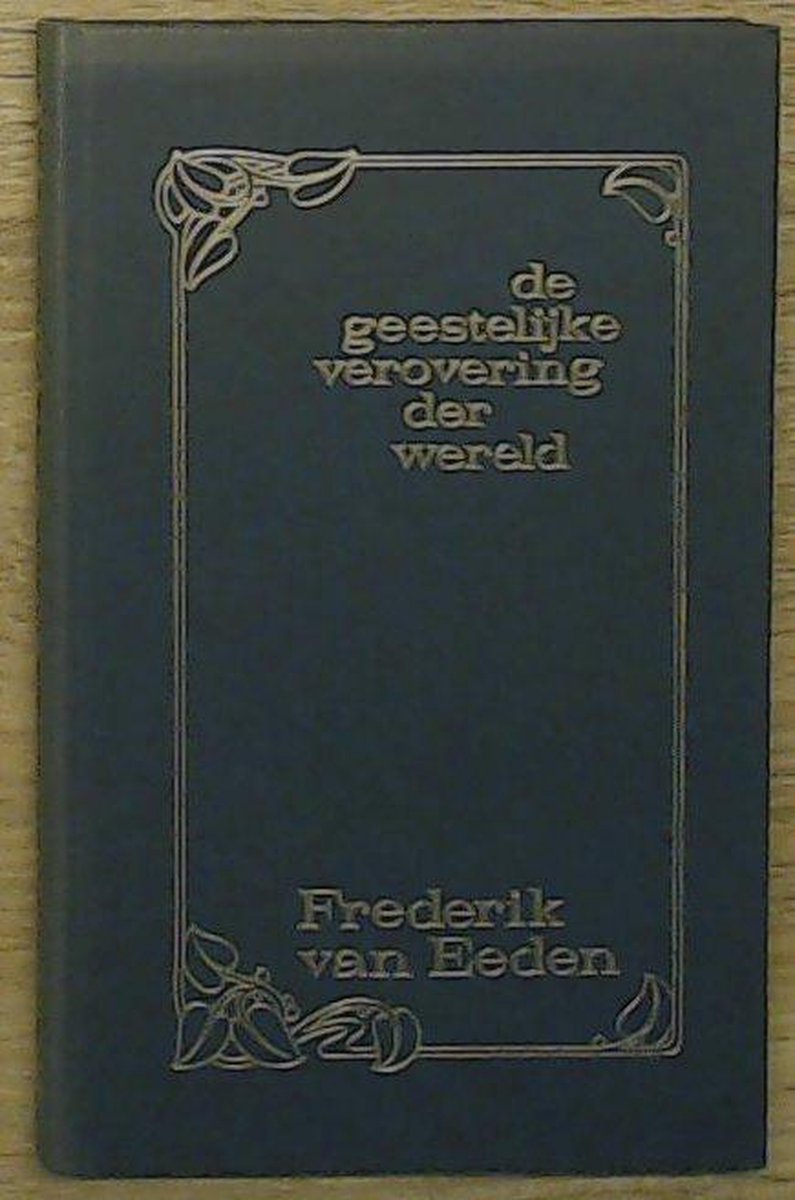 de
geestelijke
verovering
der
wereld
Frederik
van Eeden